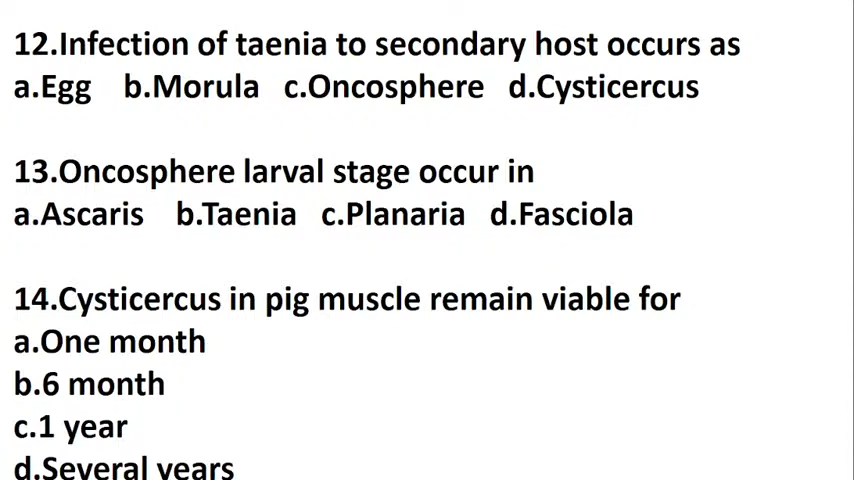 12.Infection of taenia to secondary host occurs as
a.Egg b.Morula c.Oncosphere d.Cysticercus
13.Oncosphere larval stage occur in
a.Ascaris b.Taenia c.Planaria d.Fasciola
14.Cysticercus in pig muscle remain viable for
a.One month
b.6 month
c.1 year
d.Several years